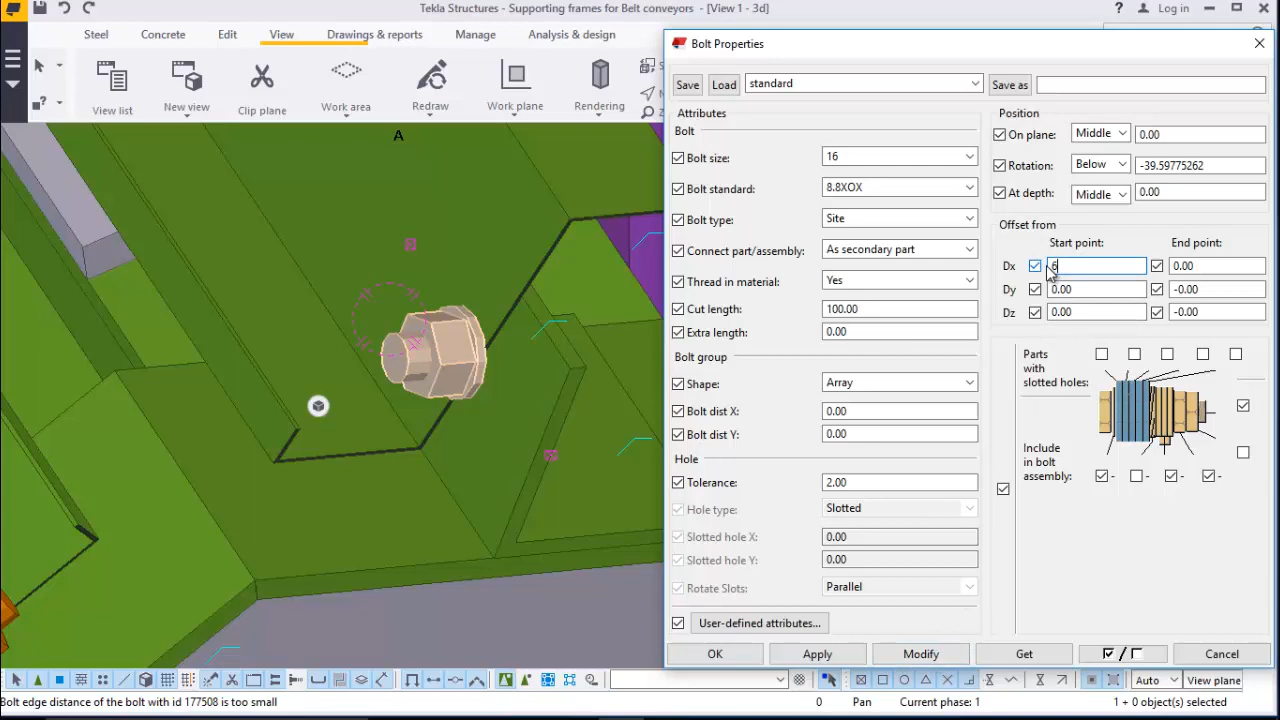 Tekla Structures - Supporting frames for Belt conveyors - [View 1 - 3d]
? Log in
Steel Concrete Edit View Drawings & reports Manage Analysis & design
View list New view Clip plane Work area Redraw Work plane Rendering
A
Bolt Properties
Save Load standard Save as
Attributes
Bolt
Bolt size: 16
Bolt standard: 8.8XOX
Bolt type: Site
Connect part/assembly: As secondary part
Thread in material: Yes
Cut length: 100.00
Extra length: 0.00
Bolt group
Shape: Array
Bolt dist X: 0.00
Bolt dist Y: 0.00
Hole
Tolerance: 2.00
Hole type: Slotted
Slotted hole X: 0.00
Slotted hole Y: 0.00
Rotate Slots: Parallel
User-defined attributes...
Position
On plane: Middle 0.00
Rotation: Below -39.59775262
At depth: Middle 0.00
Offset from
Start point: End point:
Dx 6 0.00
Dy 0.00 -0.00
Dz 0.00 -0.00
Parts
with
slotted holes:
Include
in bolt
assembly:
OK Apply Modify Get / Cancel
Auto View plane
Bolt edge distance of the bolt with id 177508 is too small 0 Pan Current phase: 1 1 + 0 object(s) selected